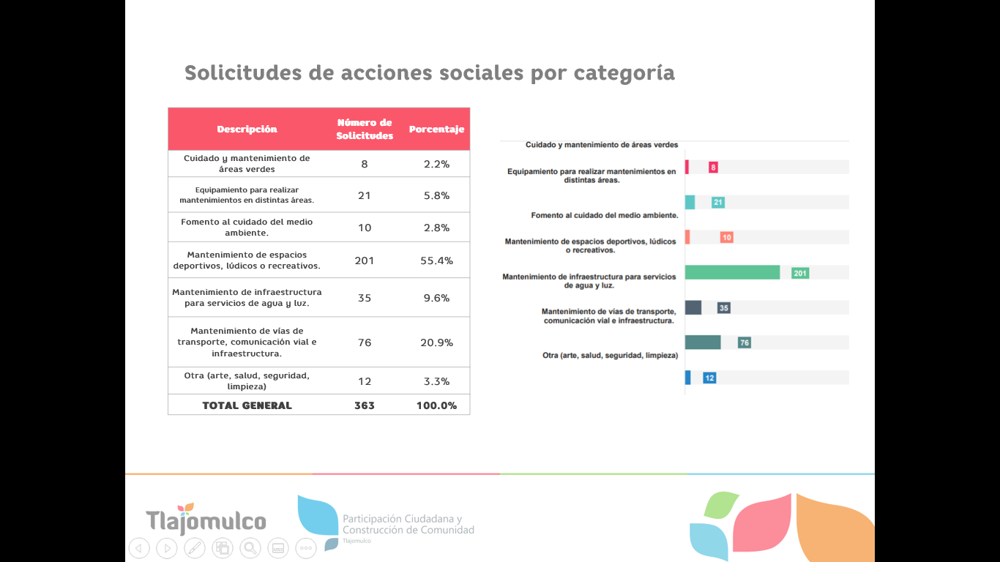 Solicitudes de acciones sociales por categoría
Descripción
Número de
Solicitudes
Porcentaje
Cuidado y mantenimiento de
áreas verdes
8
2.2%
Equipamiento para realizar
mantenimientos en distintas áreas.
21
5.8%
Fomento al cuidado del medio
ambiente.
10
2.8%
Mantenimiento de espacios
deportivos, lúdicos o recreativos.
201
55.4%
Mantenimiento de infraestructura
para servicios de agua y luz.
35
9.6%
Mantenimiento de vías de
transporte, comunicación vial e
infraestructura.
76
20.9%
Otra (arte, salud, seguridad,
limpieza)
12
3.3%
TOTAL GENERAL
363
100.0%
Cuidado y mantenimiento de áreas verdes
8
Equipamiento para realizar mantenimientos en
distintas áreas.
21
Fomento al cuidado del medio ambiente.
10
Mantenimiento de espacios deportivos, lúdicos
o recreativos.
201
Mantenimiento de infraestructura para servicios
de agua y luz.
35
Mantenimiento de vías de transporte,
comunicación vial e infraestructura.
76
Otra (arte, salud, seguridad, limpieza)
12
Tlajomulco
Participación Ciudadana y
Construcción de Comunidad
Tlajomulco